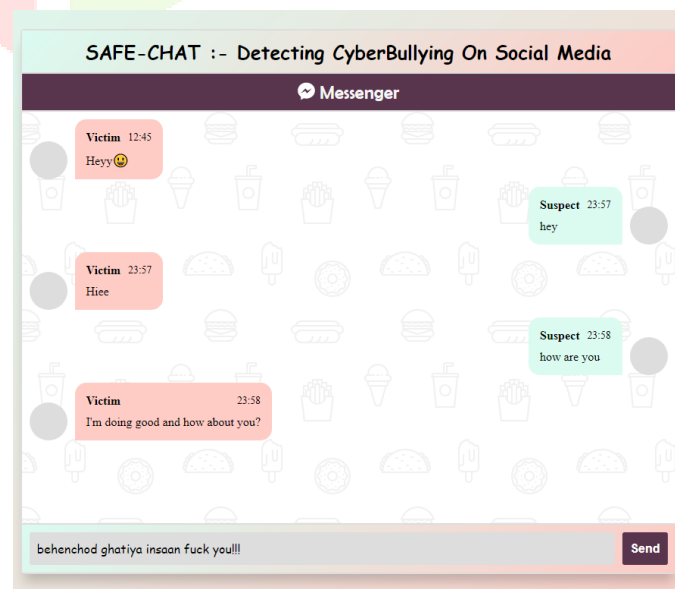 SAFE-CHAT :- Detecting CyberBullying On Social Media
Messenger
Victim 12:45
Heyy😀
Suspect 23:57
hey
Victim 23:57
Hiee
Suspect 23:58
how are you
Victim 23:58
I'm doing good and how about you?
behenchod ghatiya insaan fuck you!!! Send